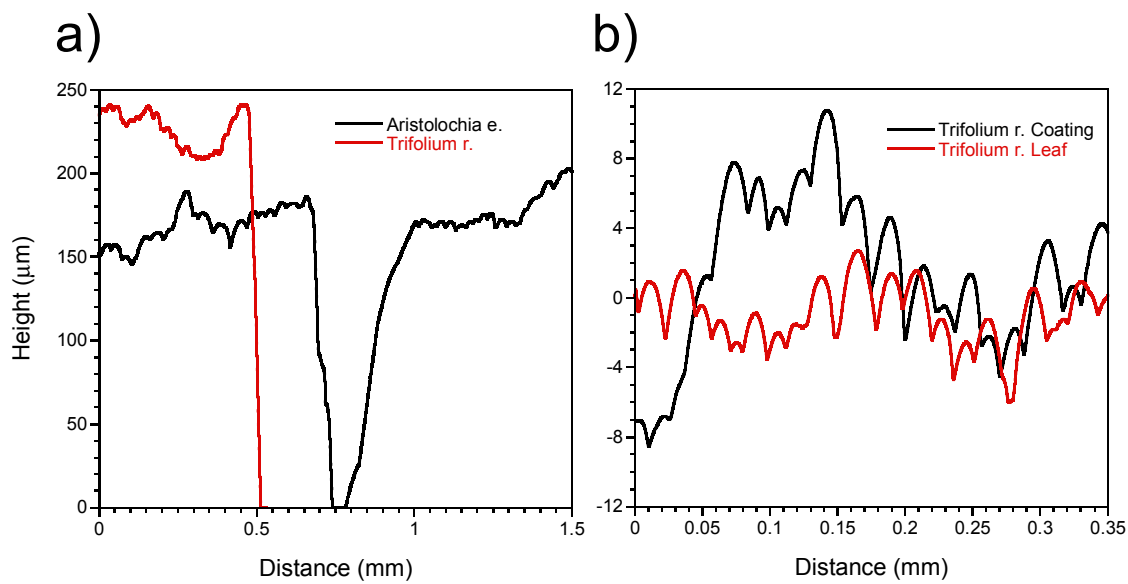 a)
250
200
150
100
50
0
Height (µm)
Aristolochia e.
Trifolium r.
0 0.5 1 1.5
Distance (mm)
b)
12
8
4
0
-4
-8
-12
Trifolium r. Coating
Trifolium r. Leaf
0 0.05 0.1 0.15 0.2 0.25 0.3 0.35
Distance (mm)